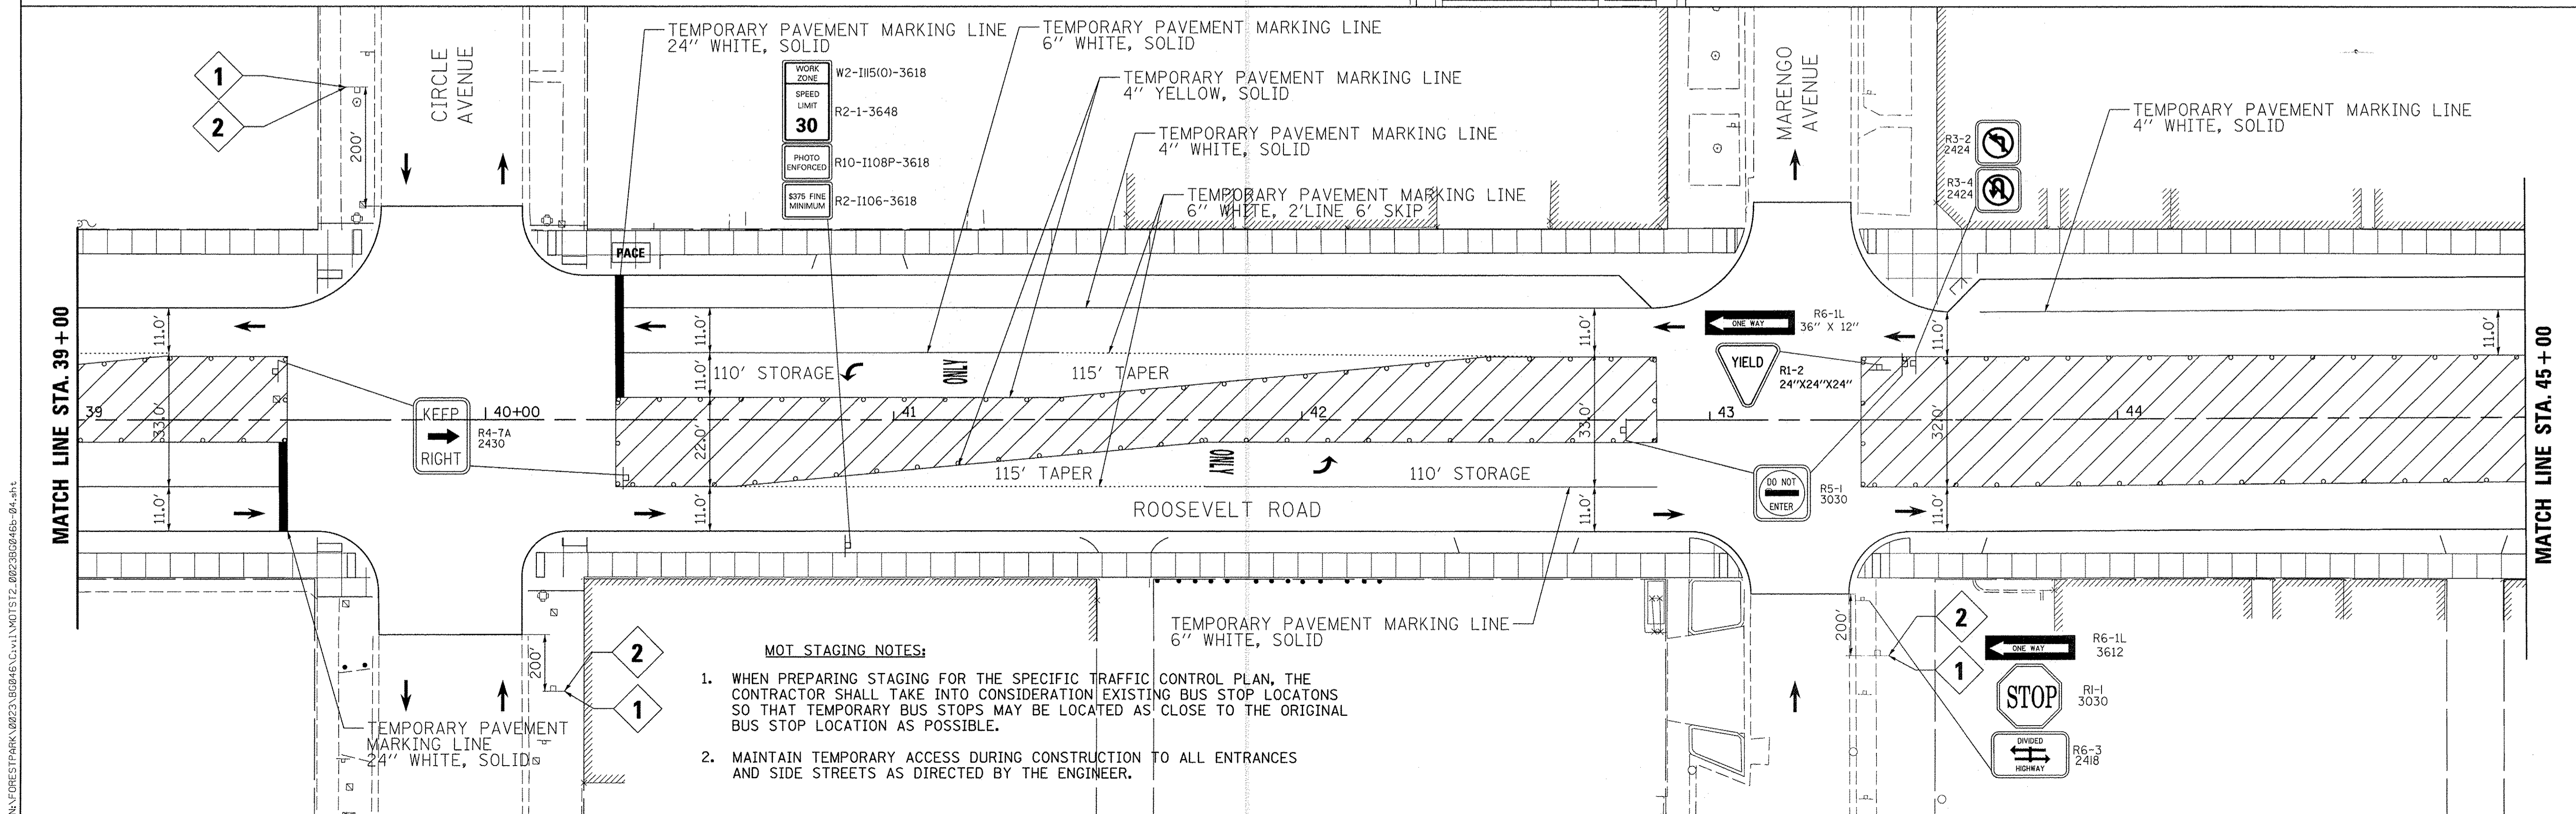 CIRCLE
AVENUE
1
2
200'
TEMPORARY PAVEMENT MARKING LINE
24" WHITE, SOLID
WORK
ZONE
SPEED
LIMIT
30
PHOTO
ENFORCED
$375 FINE
MINIMUM
W2-I115(O)-3618
R2-1-3648
R10-I108P-3618
R2-I106-3618
TEMPORARY PAVEMENT MARKING LINE
6" WHITE, SOLID
TEMPORARY PAVEMENT MARKING LINE
4" YELLOW, SOLID
TEMPORARY PAVEMENT MARKING LINE
4" WHITE, SOLID
TEMPORARY PAVEMENT MARKING LINE
6" WHITE, 2'LINE 6' SKIP
MARENGO
AVENUE
R3-2
2424
R3-4
2424
TEMPORARY PAVEMENT MARKING LINE
4" WHITE, SOLID
PACE
MATCH LINE STA. 39+00
11.0'
33.0'
11.0'
39
KEEP
RIGHT
R4-7A
2430
40+00
11.0'
11.0'
22.0'
11.0'
110' STORAGE
ONLY
115' TAPER
41
42
115' TAPER
ONLY
110' STORAGE
ROOSEVELT ROAD
11.0'
33.0'
11.0'
ONE WAY
R6-1L
36" X 12"
YIELD
R1-2
24"X24"X24"
43
DO NOT
ENTER
R5-1
3030
11.0'
32.0'
11.0'
44
11.0'
MATCH LINE STA. 45+00
TEMPORARY PAVEMENT
MARKING LINE
24" WHITE, SOLID
200'
2
1
MOT STAGING NOTES:
1. WHEN PREPARING STAGING FOR THE SPECIFIC TRAFFIC CONTROL PLAN, THE
CONTRACTOR SHALL TAKE INTO CONSIDERATION EXISTING BUS STOP LOCATONS
SO THAT TEMPORARY BUS STOPS MAY BE LOCATED AS CLOSE TO THE ORIGINAL
BUS STOP LOCATION AS POSSIBLE.
2. MAINTAIN TEMPORARY ACCESS DURING CONSTRUCTION TO ALL ENTRANCES
AND SIDE STREETS AS DIRECTED BY THE ENGINEER.
TEMPORARY PAVEMENT MARKING LINE
6" WHITE, SOLID
200'
2
1
ONE WAY
R6-1L
3612
STOP
R1-1
3030
DIVIDED
HIGHWAY
R6-3
2418
N:\FORESTPARK\0023\BG046\Civil\MOTST2_0023BG046b-04.sht